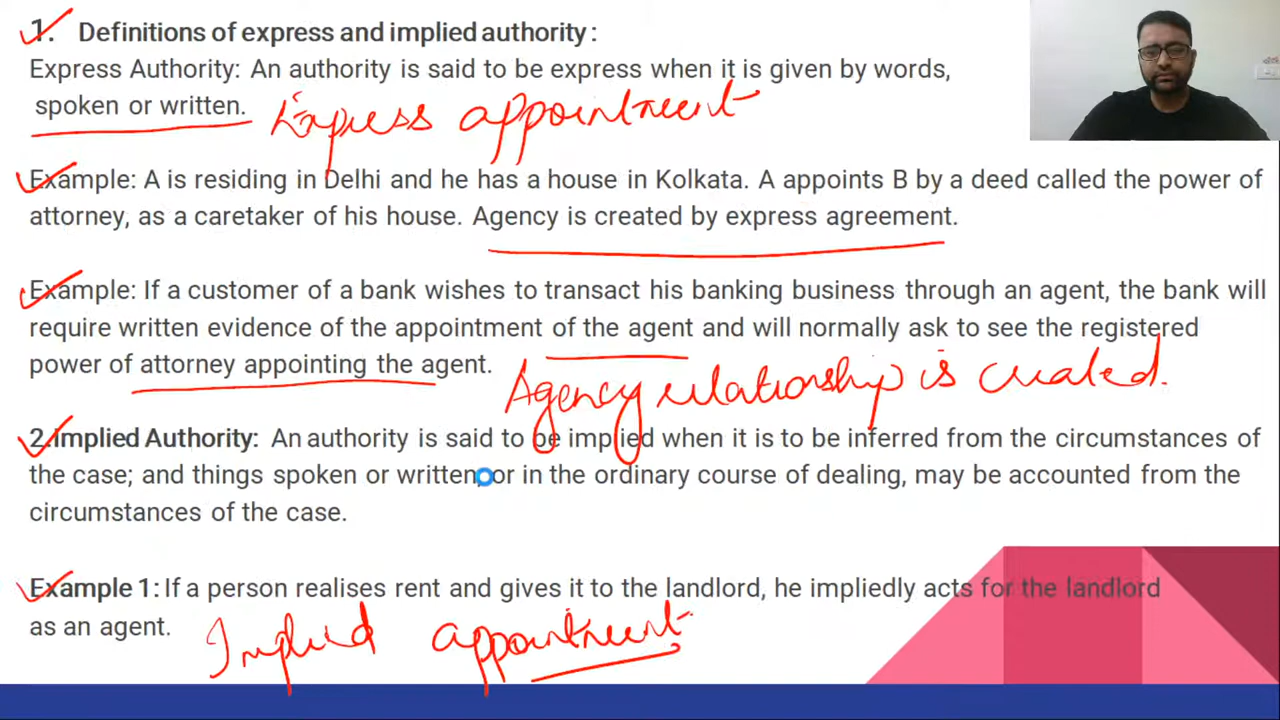 1. Definitions of express and implied authority :
Express Authority: An authority is said to be express when it is given by words,
spoken or written. Express appointment
Example: A is residing in Delhi and he has a house in Kolkata. A appoints B by a deed called the power of
attorney, as a caretaker of his house. Agency is created by express agreement.
Example: If a customer of a bank wishes to transact his banking business through an agent, the bank will
require written evidence of the appointment of the agent and will normally ask to see the registered
power of attorney appointing the agent. Agency relationship is created.
2.Implied Authority: An authority is said to be implied when it is to be inferred from the circumstances of
the case; and things spoken or written, or in the ordinary course of dealing, may be accounted from the
circumstances of the case.
Example 1: If a person realises rent and gives it to the landlord, he impliedly acts for the landlord
as an agent. Implied appointment